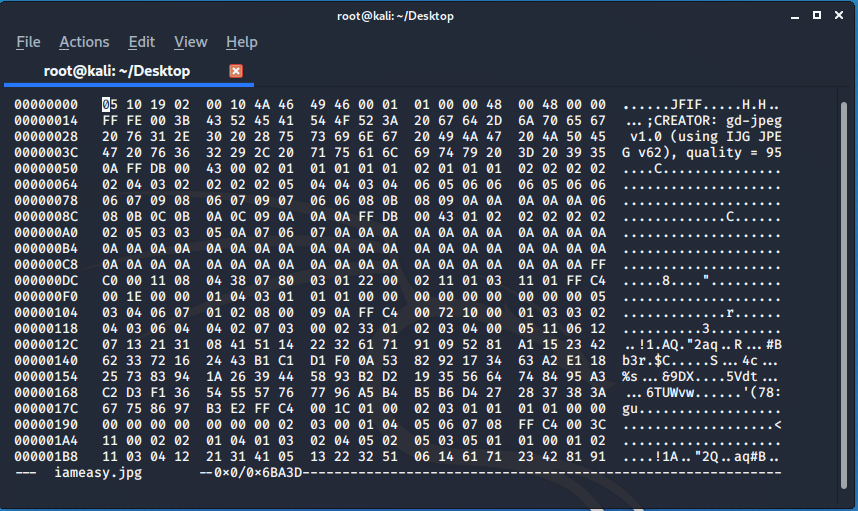 root@kali: ~/Desktop
File Actions Edit View Help
root@kali: ~/Desktop
00000000 05 10 19 02 00 10 4A 46 49 46 00 01 01 00 00 48 00 48 00 00 ......JFIF.....H.H..
00000014 FF FE 00 3B 43 52 45 41 54 4F 52 3A 20 67 64 2D 6A 70 65 67 ...;CREATOR: gd-jpeg
00000028 20 76 31 2E 30 20 28 75 73 69 6E 67 20 49 4A 47 20 4A 50 45 v1.0 (using IJG JPE
0000003C 47 20 76 36 32 29 2C 20 71 75 61 6C 69 74 79 20 3D 20 39 35 G v62), quality = 95
00000050 0A FF DB 00 43 00 02 01 01 01 01 01 02 01 01 01 02 02 02 02 ....C...............
00000064 02 04 03 02 02 02 02 05 04 04 03 04 06 05 06 06 06 05 06 06 ....................
00000078 06 07 09 08 06 07 09 07 06 06 08 0B 08 09 0A 0A 0A 0A 0A 06 ....................
0000008C 08 0B 0C 0B 0A 0C 09 0A 0A 0A FF DB 00 43 01 02 02 02 02 02 .............C......
000000A0 02 05 03 03 05 0A 07 06 07 0A 0A 0A 0A 0A 0A 0A 0A 0A 0A 0A ....................
000000B4 0A 0A 0A 0A 0A 0A 0A 0A 0A 0A 0A 0A 0A 0A 0A 0A 0A 0A 0A 0A ....................
000000C8 0A 0A 0A 0A 0A 0A 0A 0A 0A 0A 0A 0A 0A 0A 0A 0A 0A 0A 0A FF ....................
000000DC C0 00 11 08 04 38 07 80 03 01 22 00 02 11 01 03 11 01 FF C4 .....8....".........
000000F0 00 1E 00 00 01 04 03 01 01 01 00 00 00 00 00 00 00 00 00 05 ....................
00000104 03 04 06 07 01 02 08 00 09 0A FF C4 00 72 10 00 01 03 03 02 .............r......
00000118 04 03 06 04 04 02 07 03 00 02 33 01 02 03 04 00 05 11 06 12 ..........3.........
0000012C 07 13 21 31 08 41 51 14 22 32 61 71 91 09 52 81 A1 15 23 42 ..!1.AQ."2aq..R...#B
00000140 62 33 72 16 24 43 B1 C1 D1 F0 0A 53 82 92 17 34 63 A2 E1 18 b3r.$C.....S...4c...
00000154 25 73 83 94 1A 26 39 44 58 93 B2 D2 19 35 56 64 74 84 95 A3 %s...&9DX....5Vdt...
00000168 C2 D3 F1 36 54 55 57 76 77 96 A5 B4 B5 B6 D4 27 28 37 38 3A ...6TUWvw......'(78:
0000017C 67 75 86 97 B3 E2 FF C4 00 1C 01 00 02 03 01 01 01 01 00 00 gu..................
00000190 00 00 00 00 00 00 02 03 00 01 04 05 06 07 08 FF C4 00 3C ...................<
000001A4 11 00 02 02 01 04 01 03 02 04 05 02 05 03 05 01 01 00 01 02 ....................
000001B8 11 03 04 12 21 31 41 05 13 22 32 51 06 14 61 71 23 42 81 91 ....!1A.."2Q..aq#B..
--- iameasy.jpg --0×0/0×6BA3D---